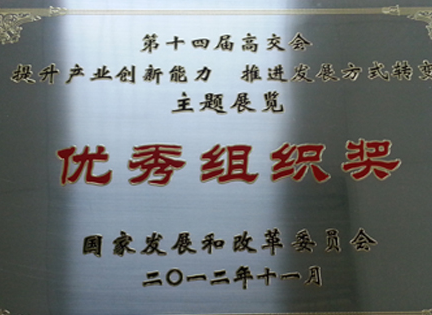 第十四届高交会
提升产业创新能力 推进发展方式转变
主题展览
优秀组织奖
国家发展和改革委员会
二〇一二年十一月